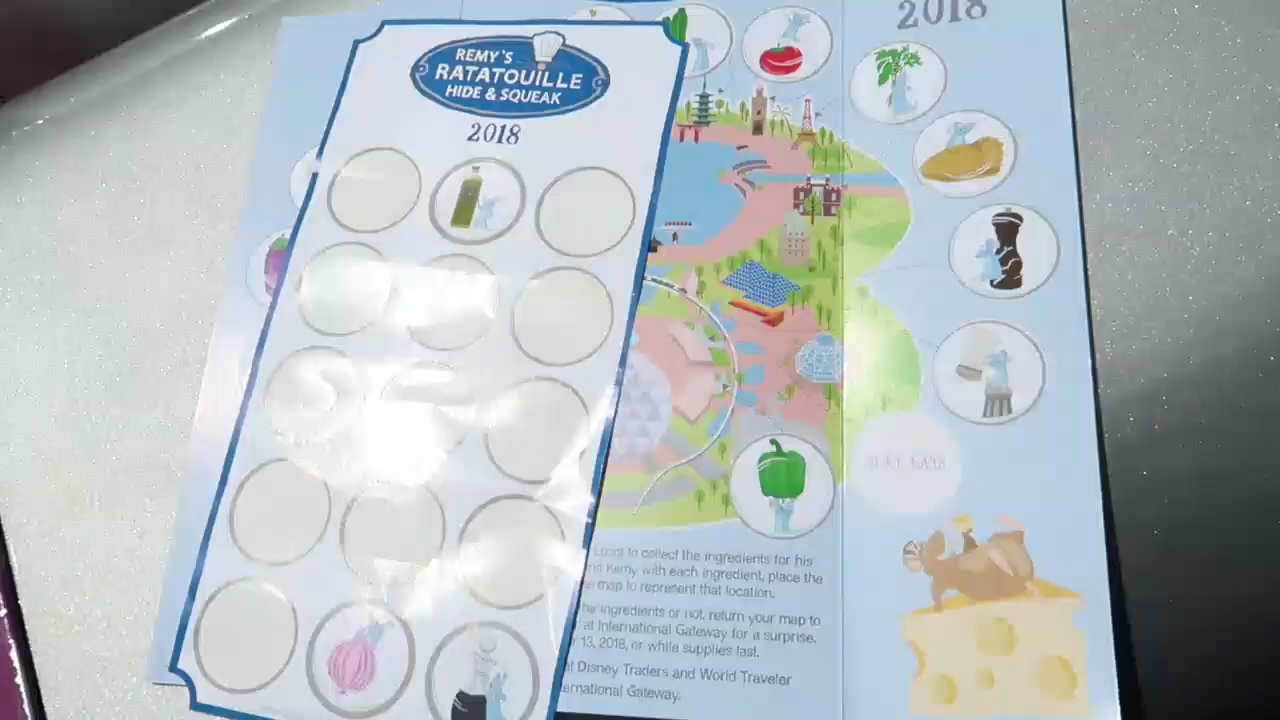 REMY'S
RATATOUILLE
HIDE & SQUEAK
2018
2018
to collect the ingredients for his
Remy with each ingredient, place the
map to represent that location.
ingredients or not, return your map to
at International Gateway for a surprise.
13, 2018, or while supplies last.
at Disney Traders and World Traveler
International Gateway.